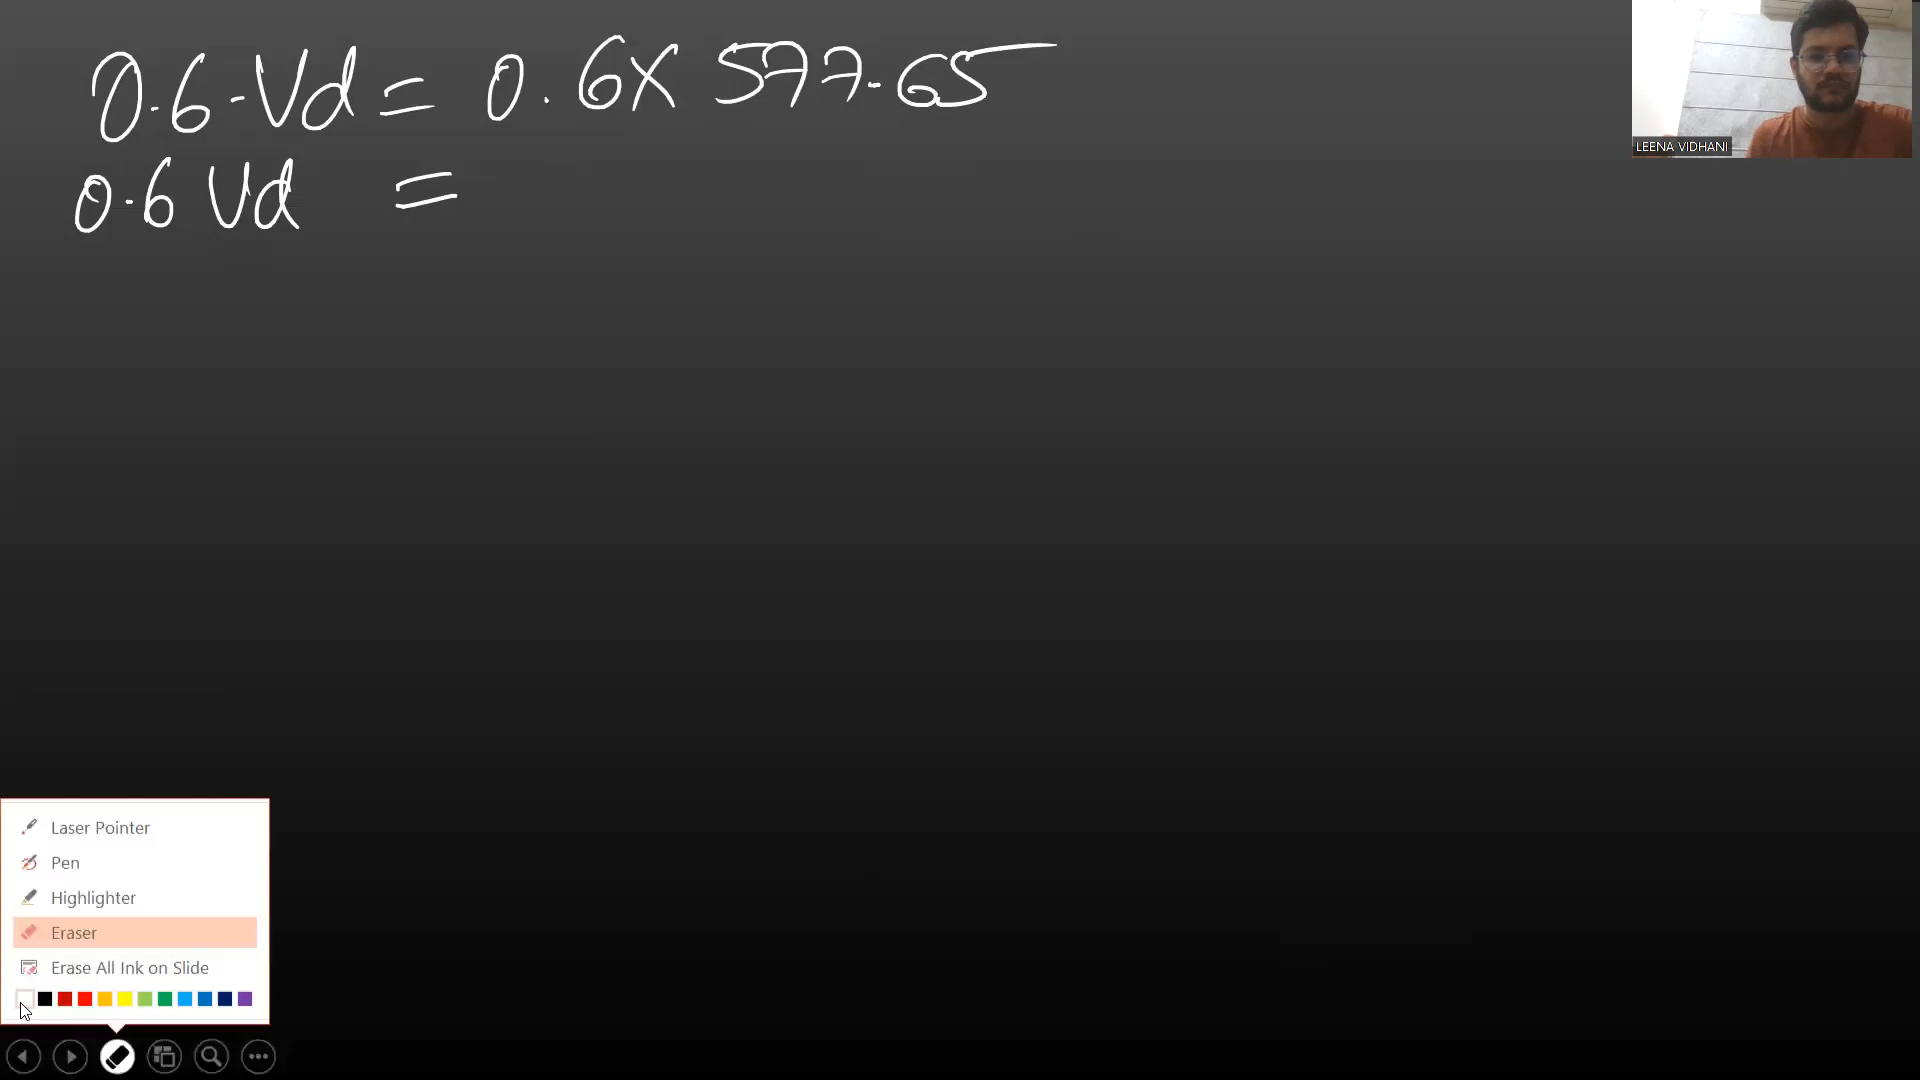 0.6-Vd = 0.6X 577.65
0.6 Vd =
LEENA VIDHANI
Laser Pointer
Pen
Highlighter
Eraser
Erase All Ink on Slide